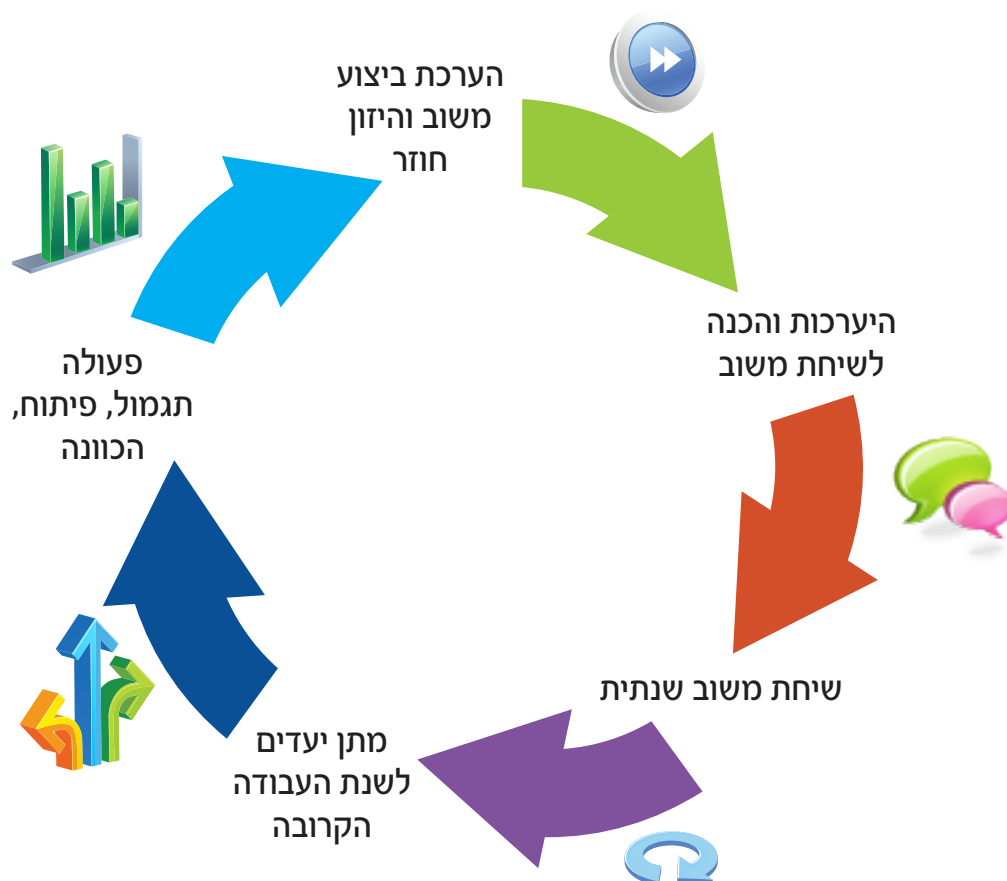 הערכת ביצוע
משוב והיזון
חוזר
היערכות והכנה
לשיחת משוב
שיחת משוב שנתית
מתן יעדים
לשנת העבודה
הקרובה
פעולה
תגמול, פיתוח,
הכוונה